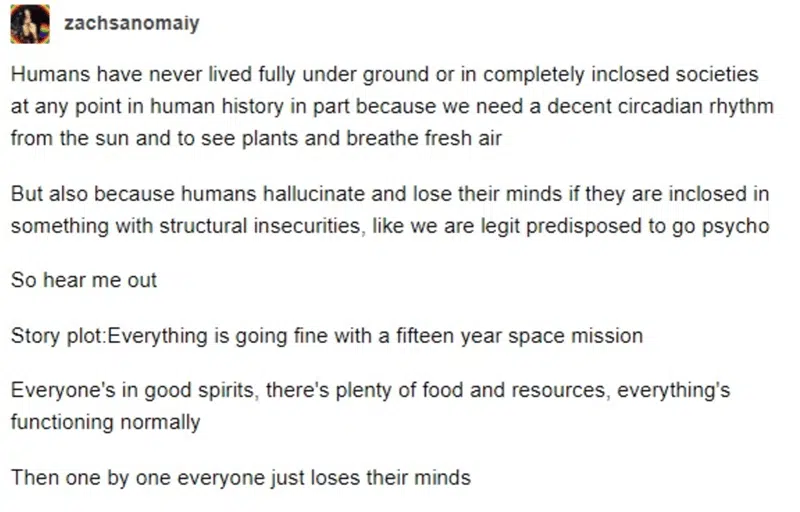 zachsanomaiy
Humans have never lived fully under ground or in completely inclosed societies
at any point in human history in part because we need a decent circadian rhythm
from the sun and to see plants and breathe fresh air
But also because humans hallucinate and lose their minds if they are inclosed in
something with structural insecurities, like we are legit predisposed to go psycho
So hear me out
Story plot:Everything is going fine with a fifteen year space mission
Everyone's in good spirits, there's plenty of food and resources, everything's
functioning normally
Then one by one everyone just loses their minds